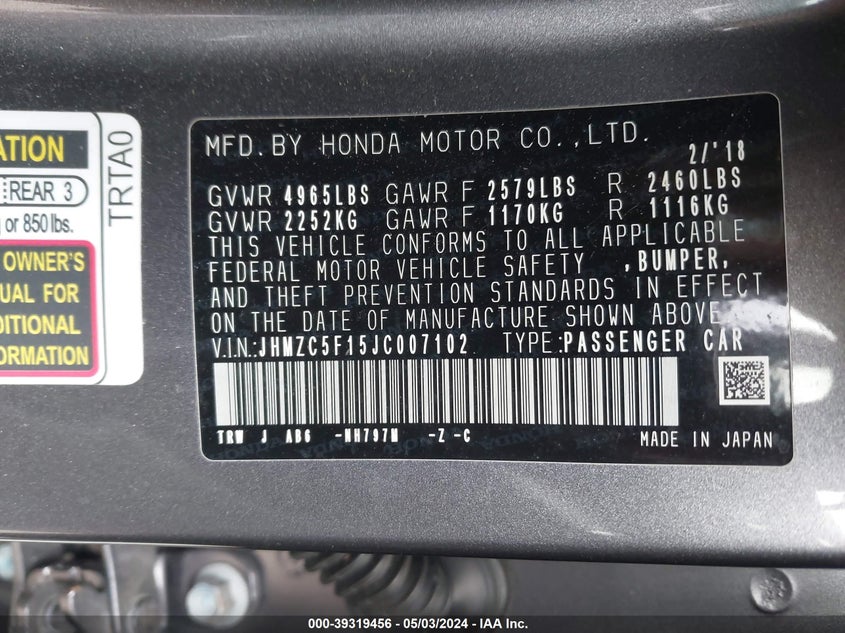 ATION
REAR 3
g or 850 lbs.
OWNER'S
UAL FOR
DITIONAL
ORMATION
TRTA0
MFD. BY HONDA MOTOR CO., LTD.
2/'18
GVWR 4965LBS GAWR F 2579LBS R 2460LBS
GVWR 2252KG GAWR F 1170KG R 1116KG
THIS VEHICLE CONFORMS TO ALL APPLICABLE
FEDERAL MOTOR VEHICLE SAFETY ,BUMPER,
AND THEFT PREVENTION STANDARDS IN EFFECT
ON THE DATE OF MANUFACTURE SHOWN ABOVE.
V.I.N.: JHMZC5F15JC007102 TYPE: PASSENGER CAR
TRW J AB6 -NH797M -Z -C
MADE IN JAPAN
000-39319456 - 05/03/2024 - IAA Inc.